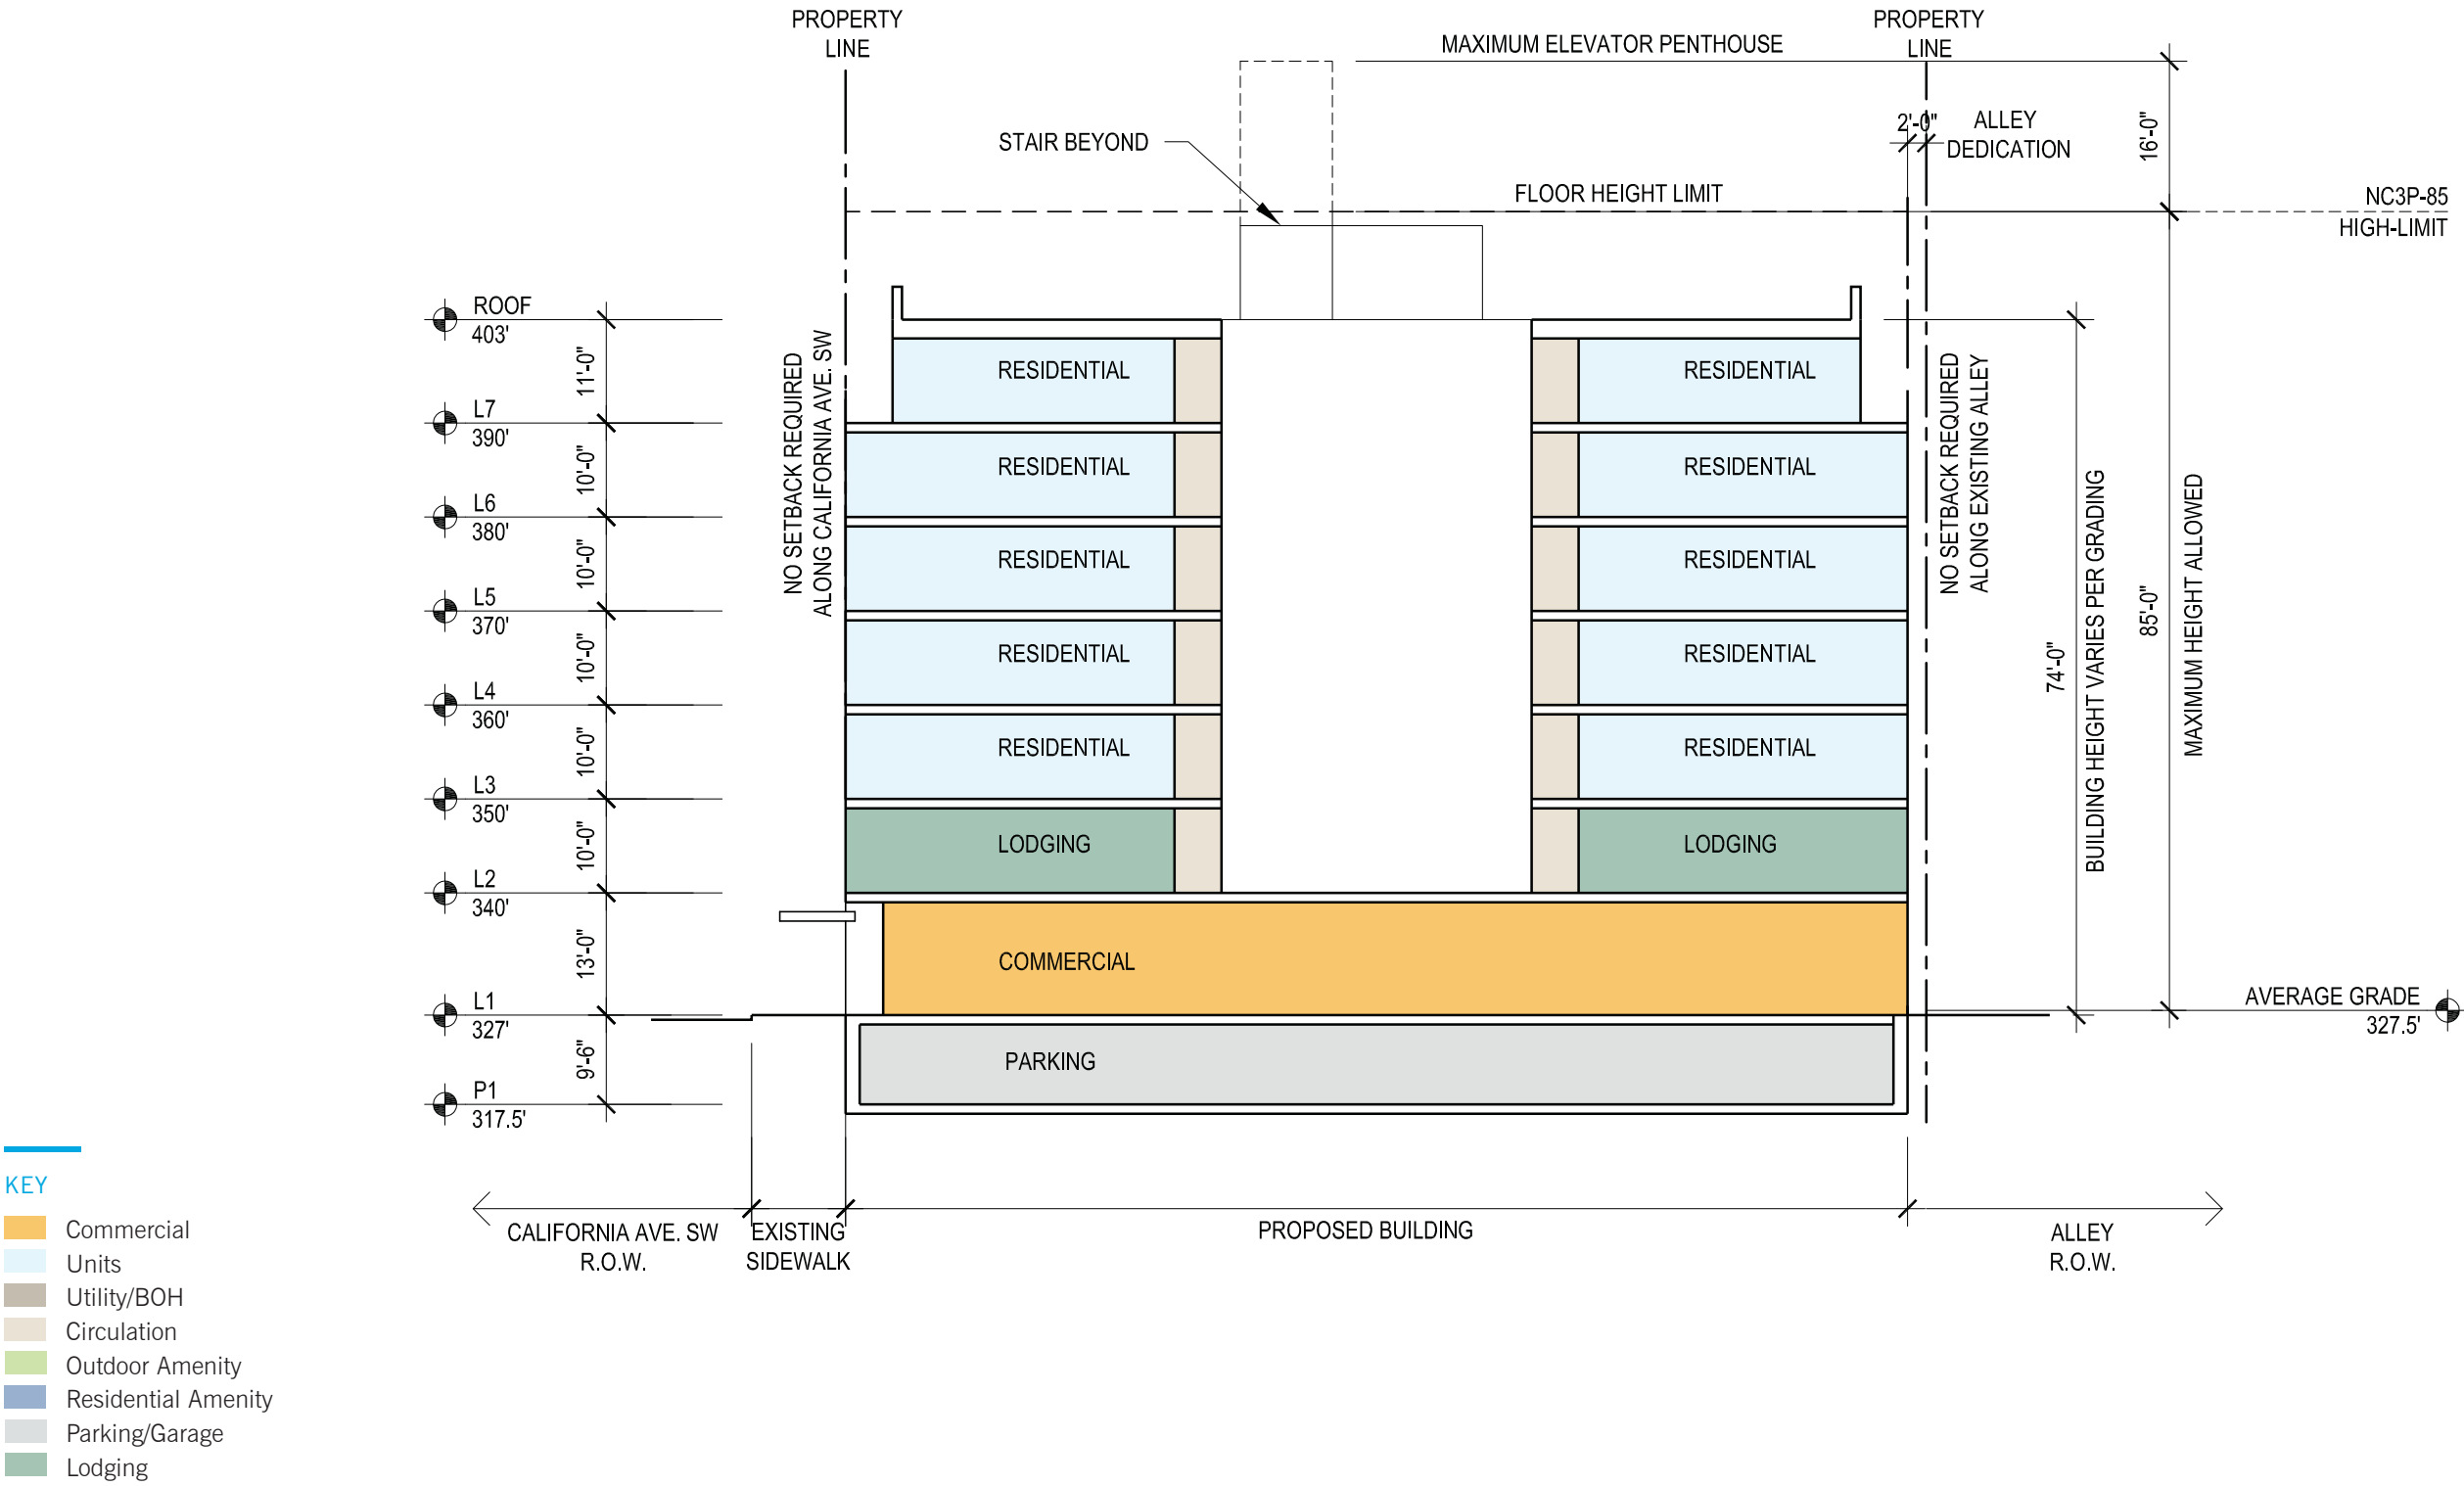 PROPERTY
LINE
PROPERTY
LINE
MAXIMUM ELEVATOR PENTHOUSE
2'-0"
ALLEY
DEDICATION
16'-0"
STAIR BEYOND
FLOOR HEIGHT LIMIT
NC3P-85
HIGH-LIMIT
ROOF
403'
11'-0"
L7
390'
10'-0"
L6
380'
10'-0"
L5
370'
10'-0"
L4
360'
10'-0"
L3
350'
10'-0"
L2
340'
13'-0"
L1
327'
9'-6"
P1
317.5'
NO SETBACK REQUIRED
ALONG CALIFORNIA AVE. SW
RESIDENTIAL
RESIDENTIAL
RESIDENTIAL
RESIDENTIAL
RESIDENTIAL
RESIDENTIAL
RESIDENTIAL
RESIDENTIAL
RESIDENTIAL
RESIDENTIAL
LODGING
LODGING
COMMERCIAL
PARKING
NO SETBACK REQUIRED
ALONG EXISTING ALLEY
74'-0"
BUILDING HEIGHT VARIES PER GRADING
85'-0"
MAXIMUM HEIGHT ALLOWED
AVERAGE GRADE
327.5'
CALIFORNIA AVE. SW
R.O.W.
EXISTING
SIDEWALK
PROPOSED BUILDING
ALLEY
R.O.W.
KEY
Commercial
Units
Utility/BOH
Circulation
Outdoor Amenity
Residential Amenity
Parking/Garage
Lodging